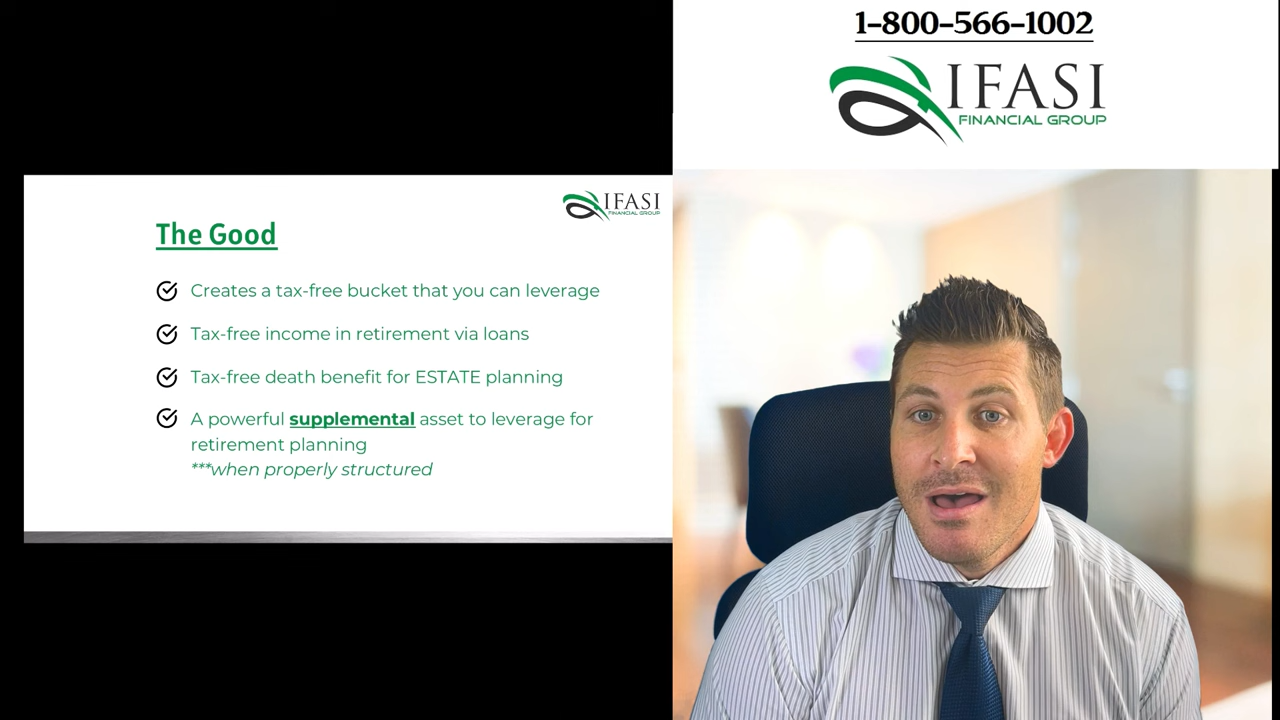 1-800-566-1002
IFASI
FINANCIAL GROUP
IFASI
FINANCIAL GROUP
The Good
Creates a tax-free bucket that you can leverage
Tax-free income in retirement via loans
Tax-free death benefit for ESTATE planning
A powerful supplemental asset to leverage for
retirement planning
***when properly structured